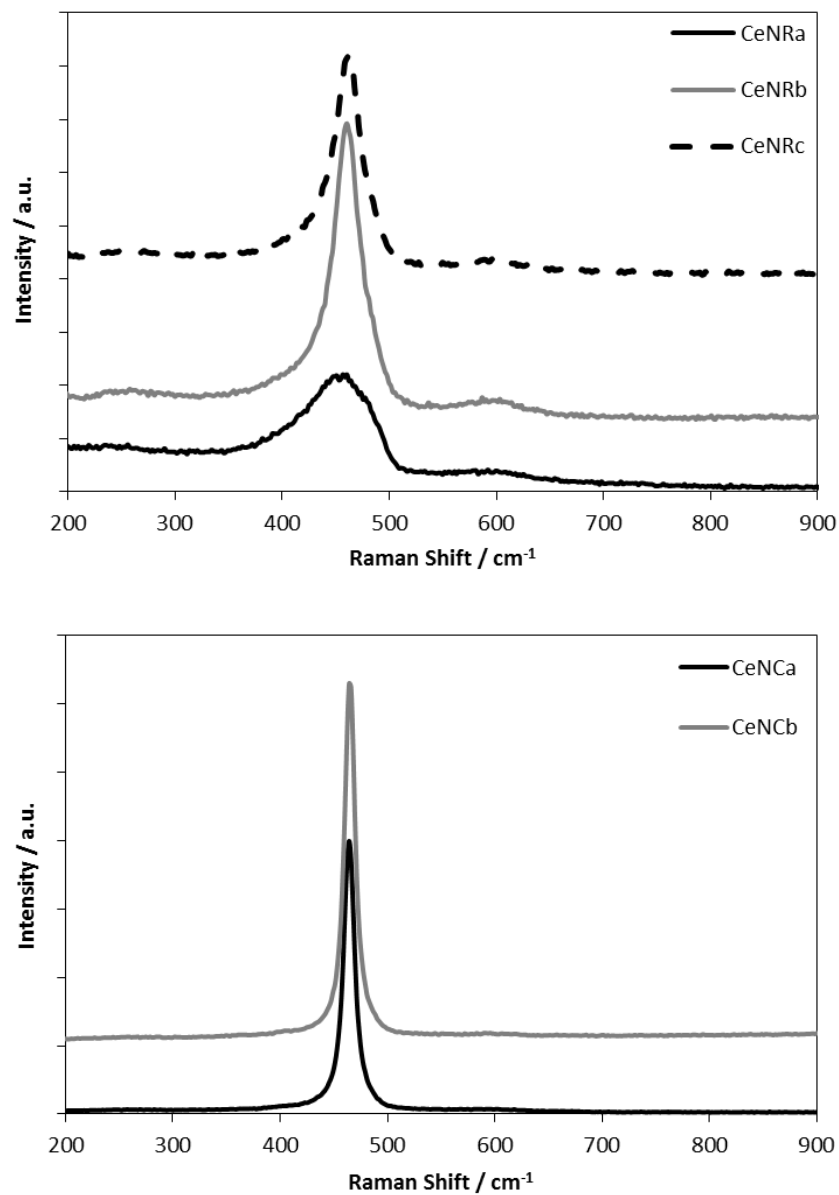 CeNRa
CeNRb
CeNRc
Intensity / a.u.
200 300 400 500 600 700 800 900
Raman Shift / cm⁻¹
CeNCa
CeNCb
Intensity / a.u.
200 300 400 500 600 700 800 900
Raman Shift / cm⁻¹